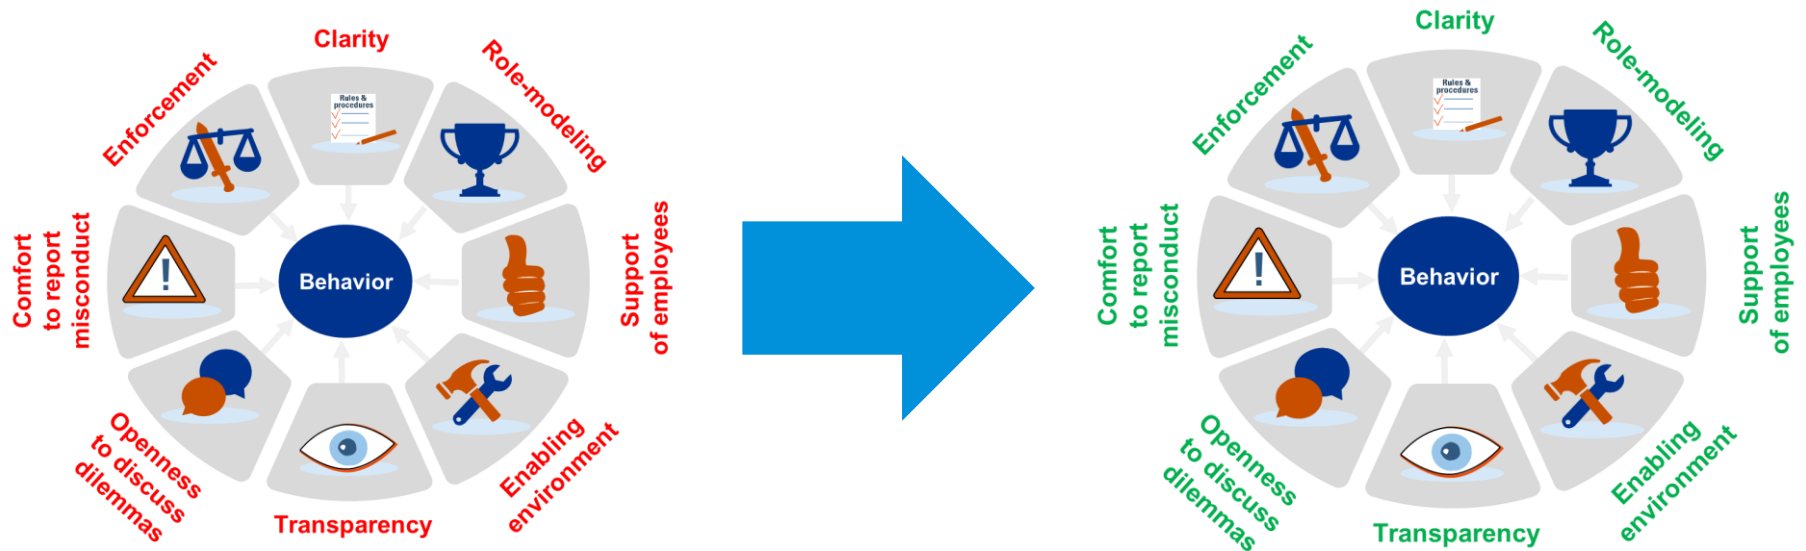 Clarity
Role-modeling
Support
of employees
Enabling
environment
Transparency
Openness
to discuss
dilemmas
Comfort
to report
misconduct
Enforcement
Rules &
procedures
!
Behavior
Clarity
Role-modeling
Support
of employees
Enabling
environment
Transparency
Openness
to discuss
dilemmas
Comfort
to report
misconduct
Enforcement
Rules &
procedures
!
Behavior